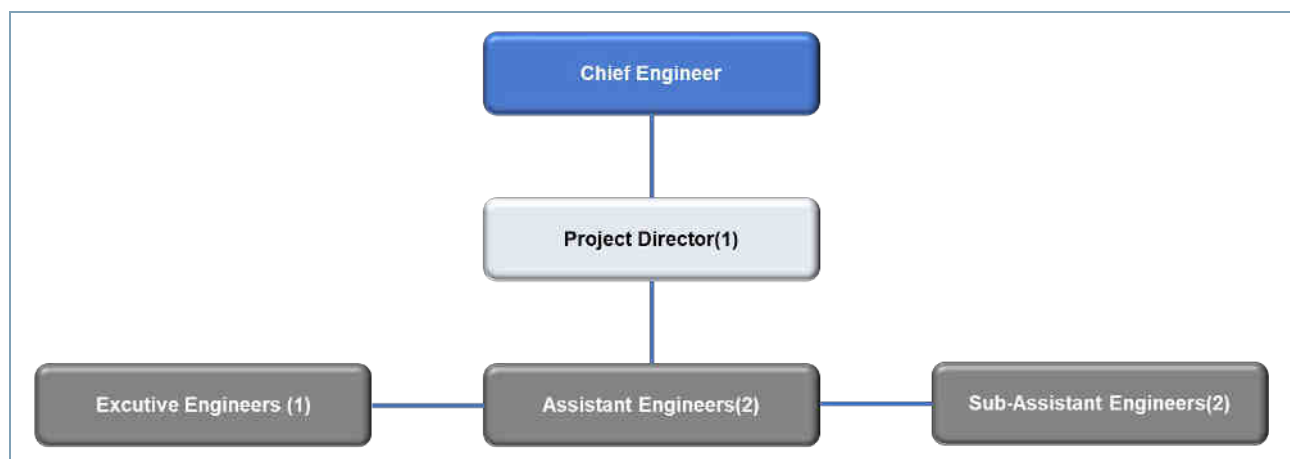 Chief Engineer
Project Director(1)
Excutive Engineers (1)
Assistant Engineers(2)
Sub-Assistant Engineers(2)